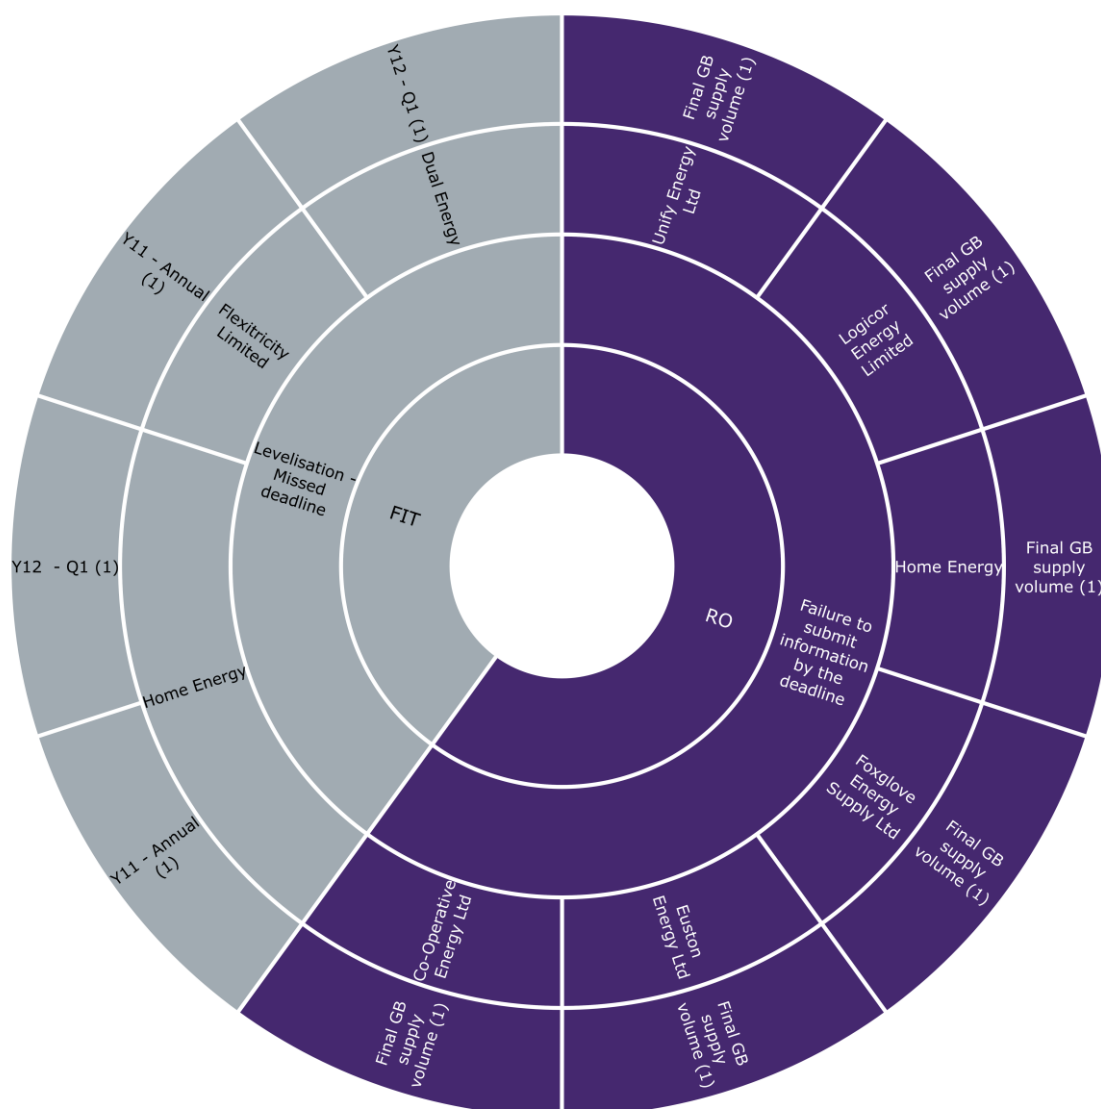 FIT
Levelisation -
Missed
deadline
Dual Energy
Y12 - Q1 (1)
Flexitricity
Limited
Y11 - Annual
(1)
Home Energy
Y12  - Q1 (1)
Y11 - Annual
(1)
RO
Failure to
submit
information
by the
deadline
Unify Energy
Ltd
Final GB
supply
volume (1)
Logicor
Energy
Limited
Final GB
supply
volume (1)
Home Energy
Final GB
supply
volume (1)
Foxglove
Energy
Supply Ltd
Final GB
supply
volume (1)
Euston
Energy Ltd
Final GB
supply
volume (1)
Co-Operative
Energy Ltd
Final GB
supply
volume (1)